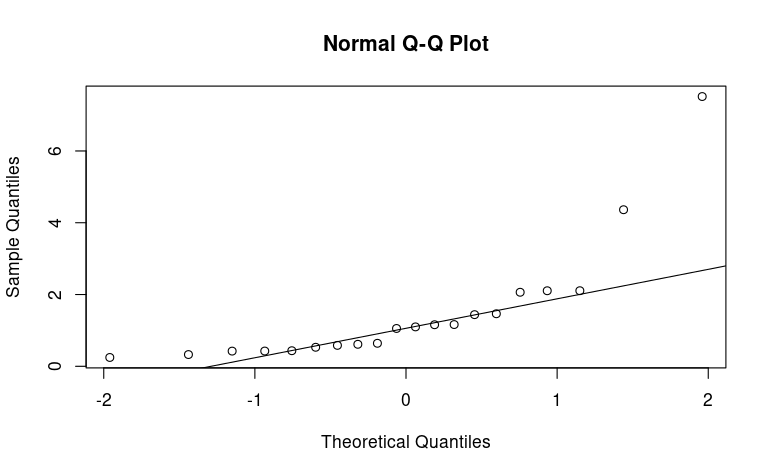 Normal Q-Q Plot
Sample Quantiles
6
4
2
0
-2 -1 0 1 2
Theoretical Quantiles